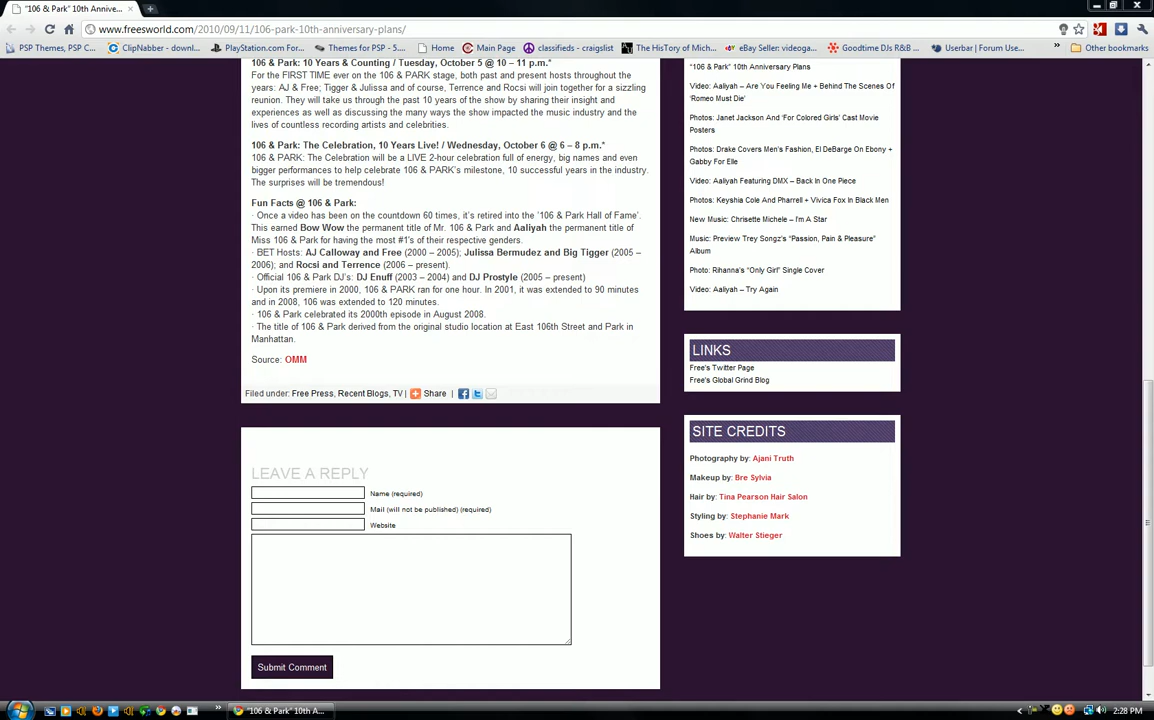 "106 & Park" 10th Annive...
www.freesworld.com/2010/09/11/106-park-10th-anniversary-plans/
PSP Themes, PSP C...
ClipNabber - downl...
PlayStation.com For...
Themes for PSP - 5....
Home
Main Page
classifieds - craigslist
The HisTory of Mich...
eBay Seller: videoga...
Goodtime DJs R&B ...
Userbar | Forum Use...
»
Other bookmarks
106 & Park: 10 Years & Counting / Tuesday, October 5 @ 10 – 11 p.m.*
For the FIRST TIME ever on the 106 & PARK stage, both past and present hosts throughout the
years: AJ & Free; Tigger & Julissa and of course, Terrence and Rocsi will join together for a sizzling
reunion. They will take us through the past 10 years of the show by sharing their insight and
experiences as well as discussing the many ways the show impacted the music industry and the
lives of countless recording artists and celebrities.
106 & Park: The Celebration, 10 Years Live! / Wednesday, October 6 @ 6 – 8 p.m.*
106 & PARK: The Celebration will be a LIVE 2-hour celebration full of energy, big names and even
bigger performances to help celebrate 106 & PARK's milestone, 10 successful years in the industry.
The surprises will be tremendous!
Fun Facts @ 106 & Park:
· Once a video has been on the countdown 60 times, it's retired into the '106 & Park Hall of Fame'.
This earned Bow Wow the permanent title of Mr. 106 & Park and Aaliyah the permanent title of
Miss 106 & Park for having the most #1's of their respective genders.
· BET Hosts: AJ Calloway and Free (2000 – 2005); Julissa Bermudez and Big Tigger (2005 –
2006); and Rocsi and Terrence (2006 – present).
· Official 106 & Park DJ's: DJ Enuff (2003 – 2004) and DJ Prostyle (2005 – present)
· Upon its premiere in 2000, 106 & PARK ran for one hour. In 2001, it was extended to 90 minutes
and in 2008, 106 was extended to 120 minutes.
· 106 & Park celebrated its 2000th episode in August 2008.
· The title of 106 & Park derived from the original studio location at East 106th Street and Park in
Manhattan.
Source: OMM
Filed under: Free Press, Recent Blogs, TV | Share |
LEAVE A REPLY
Name (required)
Mail (will not be published) (required)
Website
Submit Comment
"106 & Park" 10th Anniversary Plans
Video: Aaliyah – Are You Feeling Me + Behind The Scenes Of
'Romeo Must Die'
Photos: Janet Jackson And 'For Colored Girls' Cast Movie
Posters
Photos: Drake Covers Men's Fashion, El DeBarge On Ebony +
Gabby For Elle
Video: Aaliyah Featuring DMX – Back In One Piece
Photos: Keyshia Cole And Pharrell + Vivica Fox In Black Men
New Music: Chrisette Michele – I'm A Star
Music: Preview Trey Songz's "Passion, Pain & Pleasure"
Album
Photo: Rihanna's "Only Girl" Single Cover
Video: Aaliyah – Try Again
LINKS
Free's Twitter Page
Free's Global Grind Blog
SITE CREDITS
Photography by: Ajani Truth
Makeup by: Bre Sylvia
Hair by: Tina Pearson Hair Salon
Styling by: Stephanie Mark
Shoes by: Walter Stieger
»
"106 & Park" 10th A...
2:28 PM